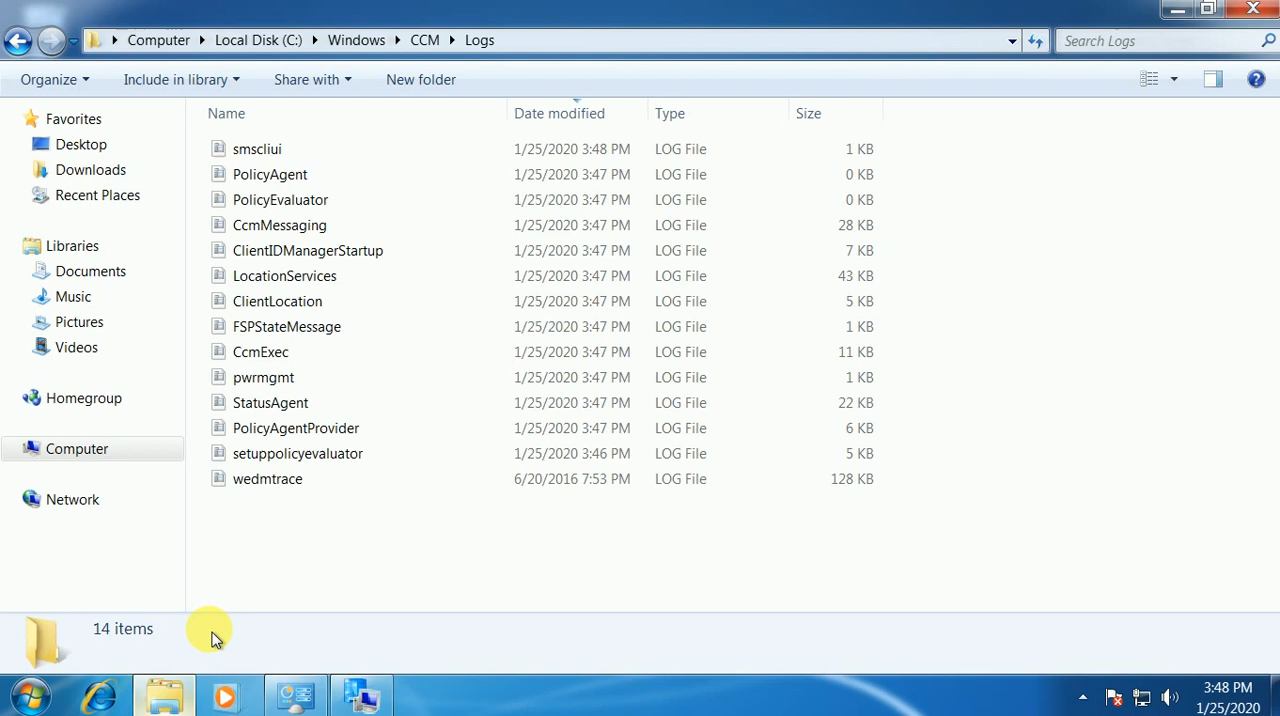 Computer Local Disk (C:) Windows CCM Logs
Search Logs
Organize Include in library Share with New folder
Name Date modified Type Size
Favorites
Desktop
Downloads
Recent Places
Libraries
Documents
Music
Pictures
Videos
Homegroup
Computer
Network
smscliui 1/25/2020 3:48 PM LOG File 1 KB
PolicyAgent 1/25/2020 3:47 PM LOG File 0 KB
PolicyEvaluator 1/25/2020 3:47 PM LOG File 0 KB
CcmMessaging 1/25/2020 3:47 PM LOG File 28 KB
ClientIDManagerStartup 1/25/2020 3:47 PM LOG File 7 KB
LocationServices 1/25/2020 3:47 PM LOG File 43 KB
ClientLocation 1/25/2020 3:47 PM LOG File 5 KB
FSPStateMessage 1/25/2020 3:47 PM LOG File 1 KB
CcmExec 1/25/2020 3:47 PM LOG File 11 KB
pwrmgmt 1/25/2020 3:47 PM LOG File 1 KB
StatusAgent 1/25/2020 3:47 PM LOG File 22 KB
PolicyAgentProvider 1/25/2020 3:47 PM LOG File 6 KB
setuppolicyevaluator 1/25/2020 3:46 PM LOG File 5 KB
wedmtrace 6/20/2016 7:53 PM LOG File 128 KB
14 items
3:48 PM
1/25/2020